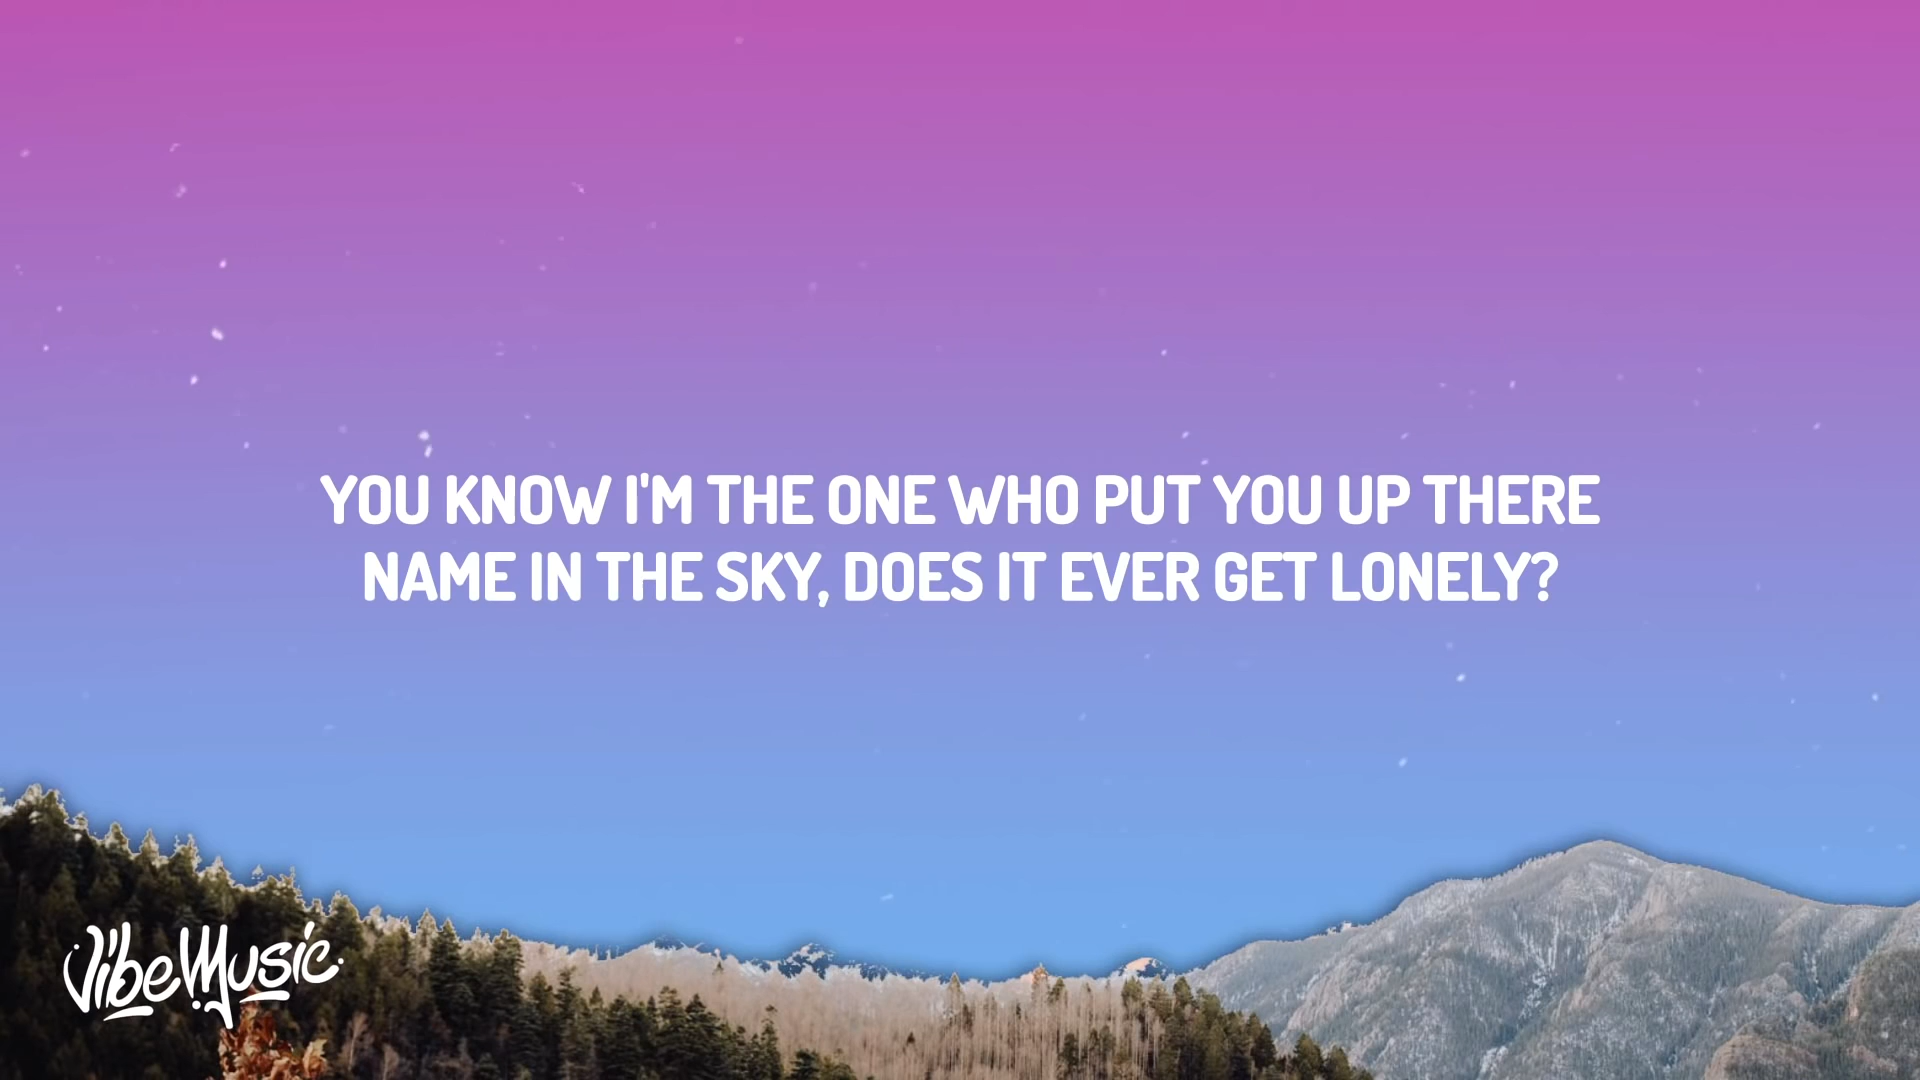 YOU KNOW I'M THE ONE WHO PUT YOU UP THERE
NAME IN THE SKY, DOES IT EVER GET LONELY?
VibeMusic